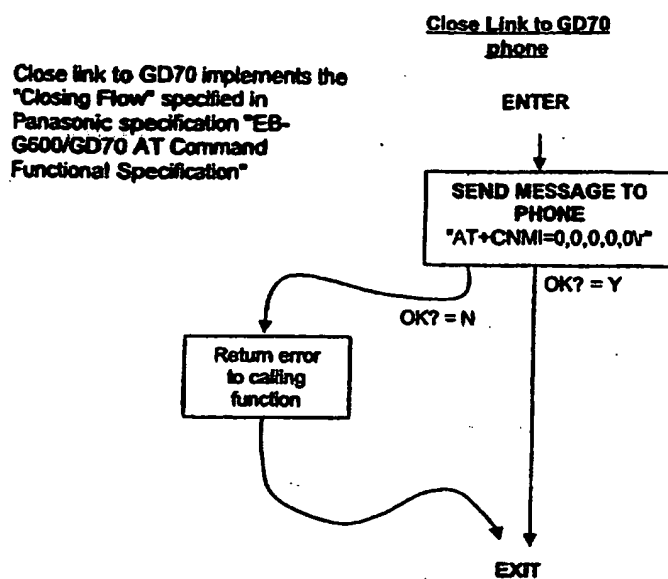 Close Link to GD70
phone
Close link to GD70 implements the
"Closing Flow" specified in
Panasonic specification "EB-
G600/GD70 AT Command
Functional Specification"
ENTER
SEND MESSAGE TO
PHONE
"AT+CNMI=0,0,0,0,0\r"
OK? = Y
OK? = N
Return error
to calling
function
EXIT